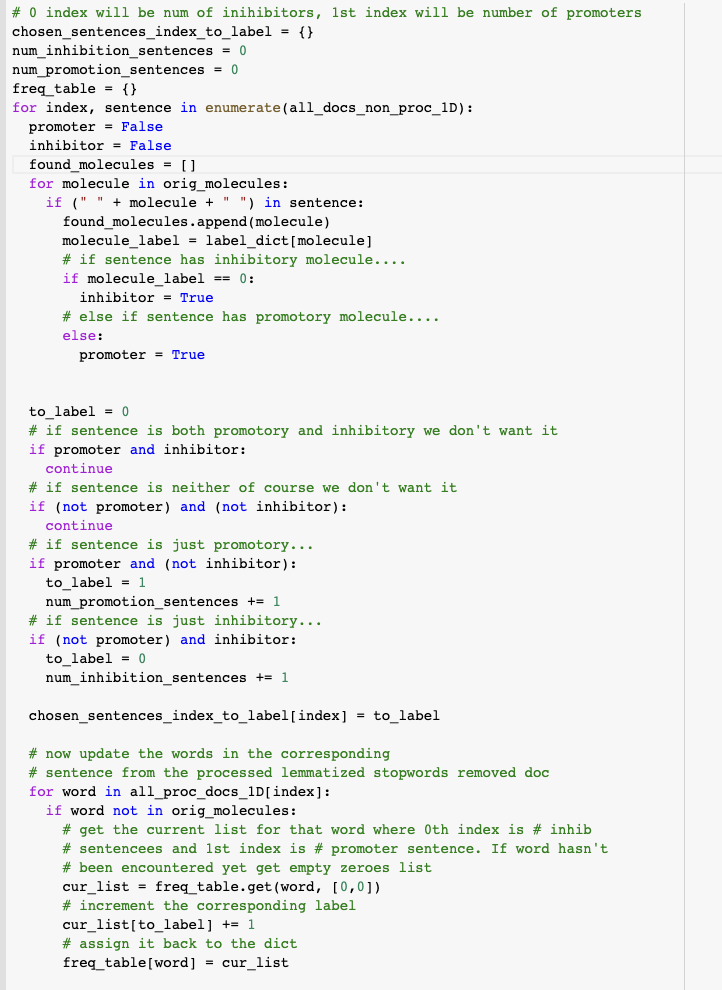 # 0 index will be num of inihibitors, 1st index will be number of promoters
chosen_sentences_index_to_label = {}
num_inhibition_sentences = 0
num_promotion_sentences = 0
freq_table = {}
for index, sentence in enumerate(all_docs_non_proc_1D):
  promoter = False
  inhibitor = False
  found_molecules = []
  for molecule in orig_molecules:
    if (" " + molecule + " ") in sentence:
      found_molecules.append(molecule)
      molecule_label = label_dict[molecule]
      # if sentence has inhibitory molecule....
      if molecule_label == 0:
        inhibitor = True
      # else if sentence has promotory molecule....
      else:
        promoter = True
  to_label = 0
  # if sentence is both promotory and inhibitory we don't want it
  if promoter and inhibitor:
    continue
  # if sentence is neither of course we don't want it
  if (not promoter) and (not inhibitor):
    continue
  # if sentence is just promotory...
  if promoter and (not inhibitor):
    to_label = 1
    num_promotion_sentences += 1
  # if sentence is just inhibitory...
  if (not promoter) and inhibitor:
    to_label = 0
    num_inhibition_sentences += 1
  chosen_sentences_index_to_label[index] = to_label
  # now update the words in the corresponding
  # sentence from the processed lemmatized stopwords removed doc
  for word in all_proc_docs_1D[index]:
    if word not in orig_molecules:
      # get the current list for that word where 0th index is # inhib
      # sentencees and 1st index is # promoter sentence. If word hasn't
      # been encountered yet get empty zeroes list
      cur_list = freq_table.get(word, [0,0])
      # increment the corresponding label
      cur_list[to_label] += 1
      # assign it back to the dict
      freq_table[word] = cur_list